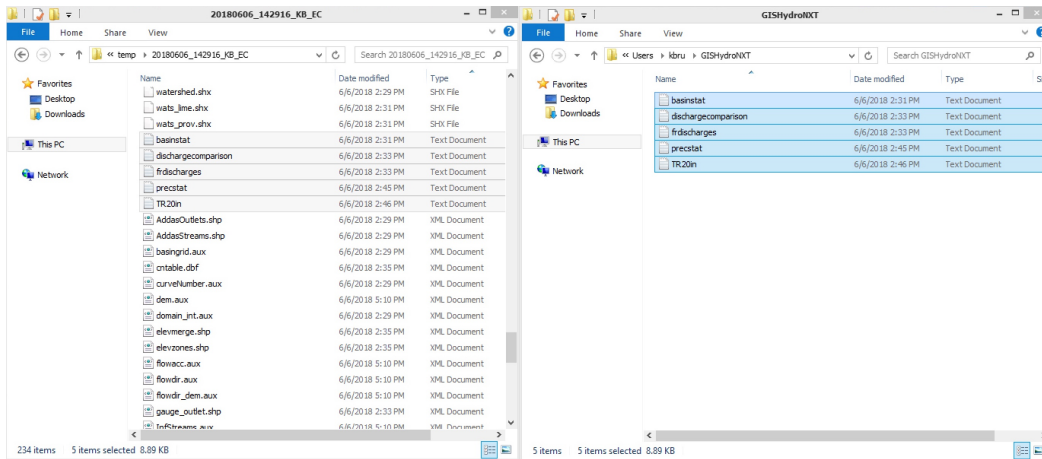 20180606_142916_KB_EC
File Home Share View
« temp › 20180606_142916_KB_EC
Search 20180606_142916_KB_EC
Favorites
Desktop
Downloads
This PC
Network
Name Date modified Type
watershed.shx 6/6/2018 2:29 PM SHX File
wats_lime.shx 6/6/2018 2:31 PM SHX File
wats_prov.shx 6/6/2018 2:31 PM SHX File
basinstat 6/6/2018 2:31 PM Text Document
dischargecomparison 6/6/2018 2:33 PM Text Document
frdischarges 6/6/2018 2:33 PM Text Document
precstat 6/6/2018 2:45 PM Text Document
TR20in 6/6/2018 2:46 PM Text Document
AddasOutlets.shp 6/6/2018 2:29 PM XML Document
AddasStreams.shp 6/6/2018 2:29 PM XML Document
basingrid.aux 6/6/2018 2:29 PM XML Document
cntable.dbf 6/6/2018 2:35 PM XML Document
curveNumber.aux 6/6/2018 2:29 PM XML Document
dem.aux 6/6/2018 5:10 PM XML Document
domain_int.aux 6/6/2018 2:29 PM XML Document
elevmerge.shp 6/6/2018 2:35 PM XML Document
elevzones.shp 6/6/2018 2:35 PM XML Document
flowacc.aux 6/6/2018 5:10 PM XML Document
flowdir.aux 6/6/2018 5:10 PM XML Document
flowdir_dem.aux 6/6/2018 5:10 PM XML Document
gauge_outlet.shp 6/6/2018 2:33 PM XML Document
InfStreams.aux 6/6/2018 5:10 PM XML Document
234 items 5 items selected 8.89 KB
GISHydroNXT
File Home Share View
« Users › kbru › GISHydroNXT
Search GISHydroNXT
Favorites
Desktop
Downloads
This PC
Network
Name Date modified Type S
basinstat 6/6/2018 2:31 PM Text Document
dischargecomparison 6/6/2018 2:33 PM Text Document
frdischarges 6/6/2018 2:33 PM Text Document
precstat 6/6/2018 2:45 PM Text Document
TR20in 6/6/2018 2:46 PM Text Document
5 items 5 items selected 8.89 KB